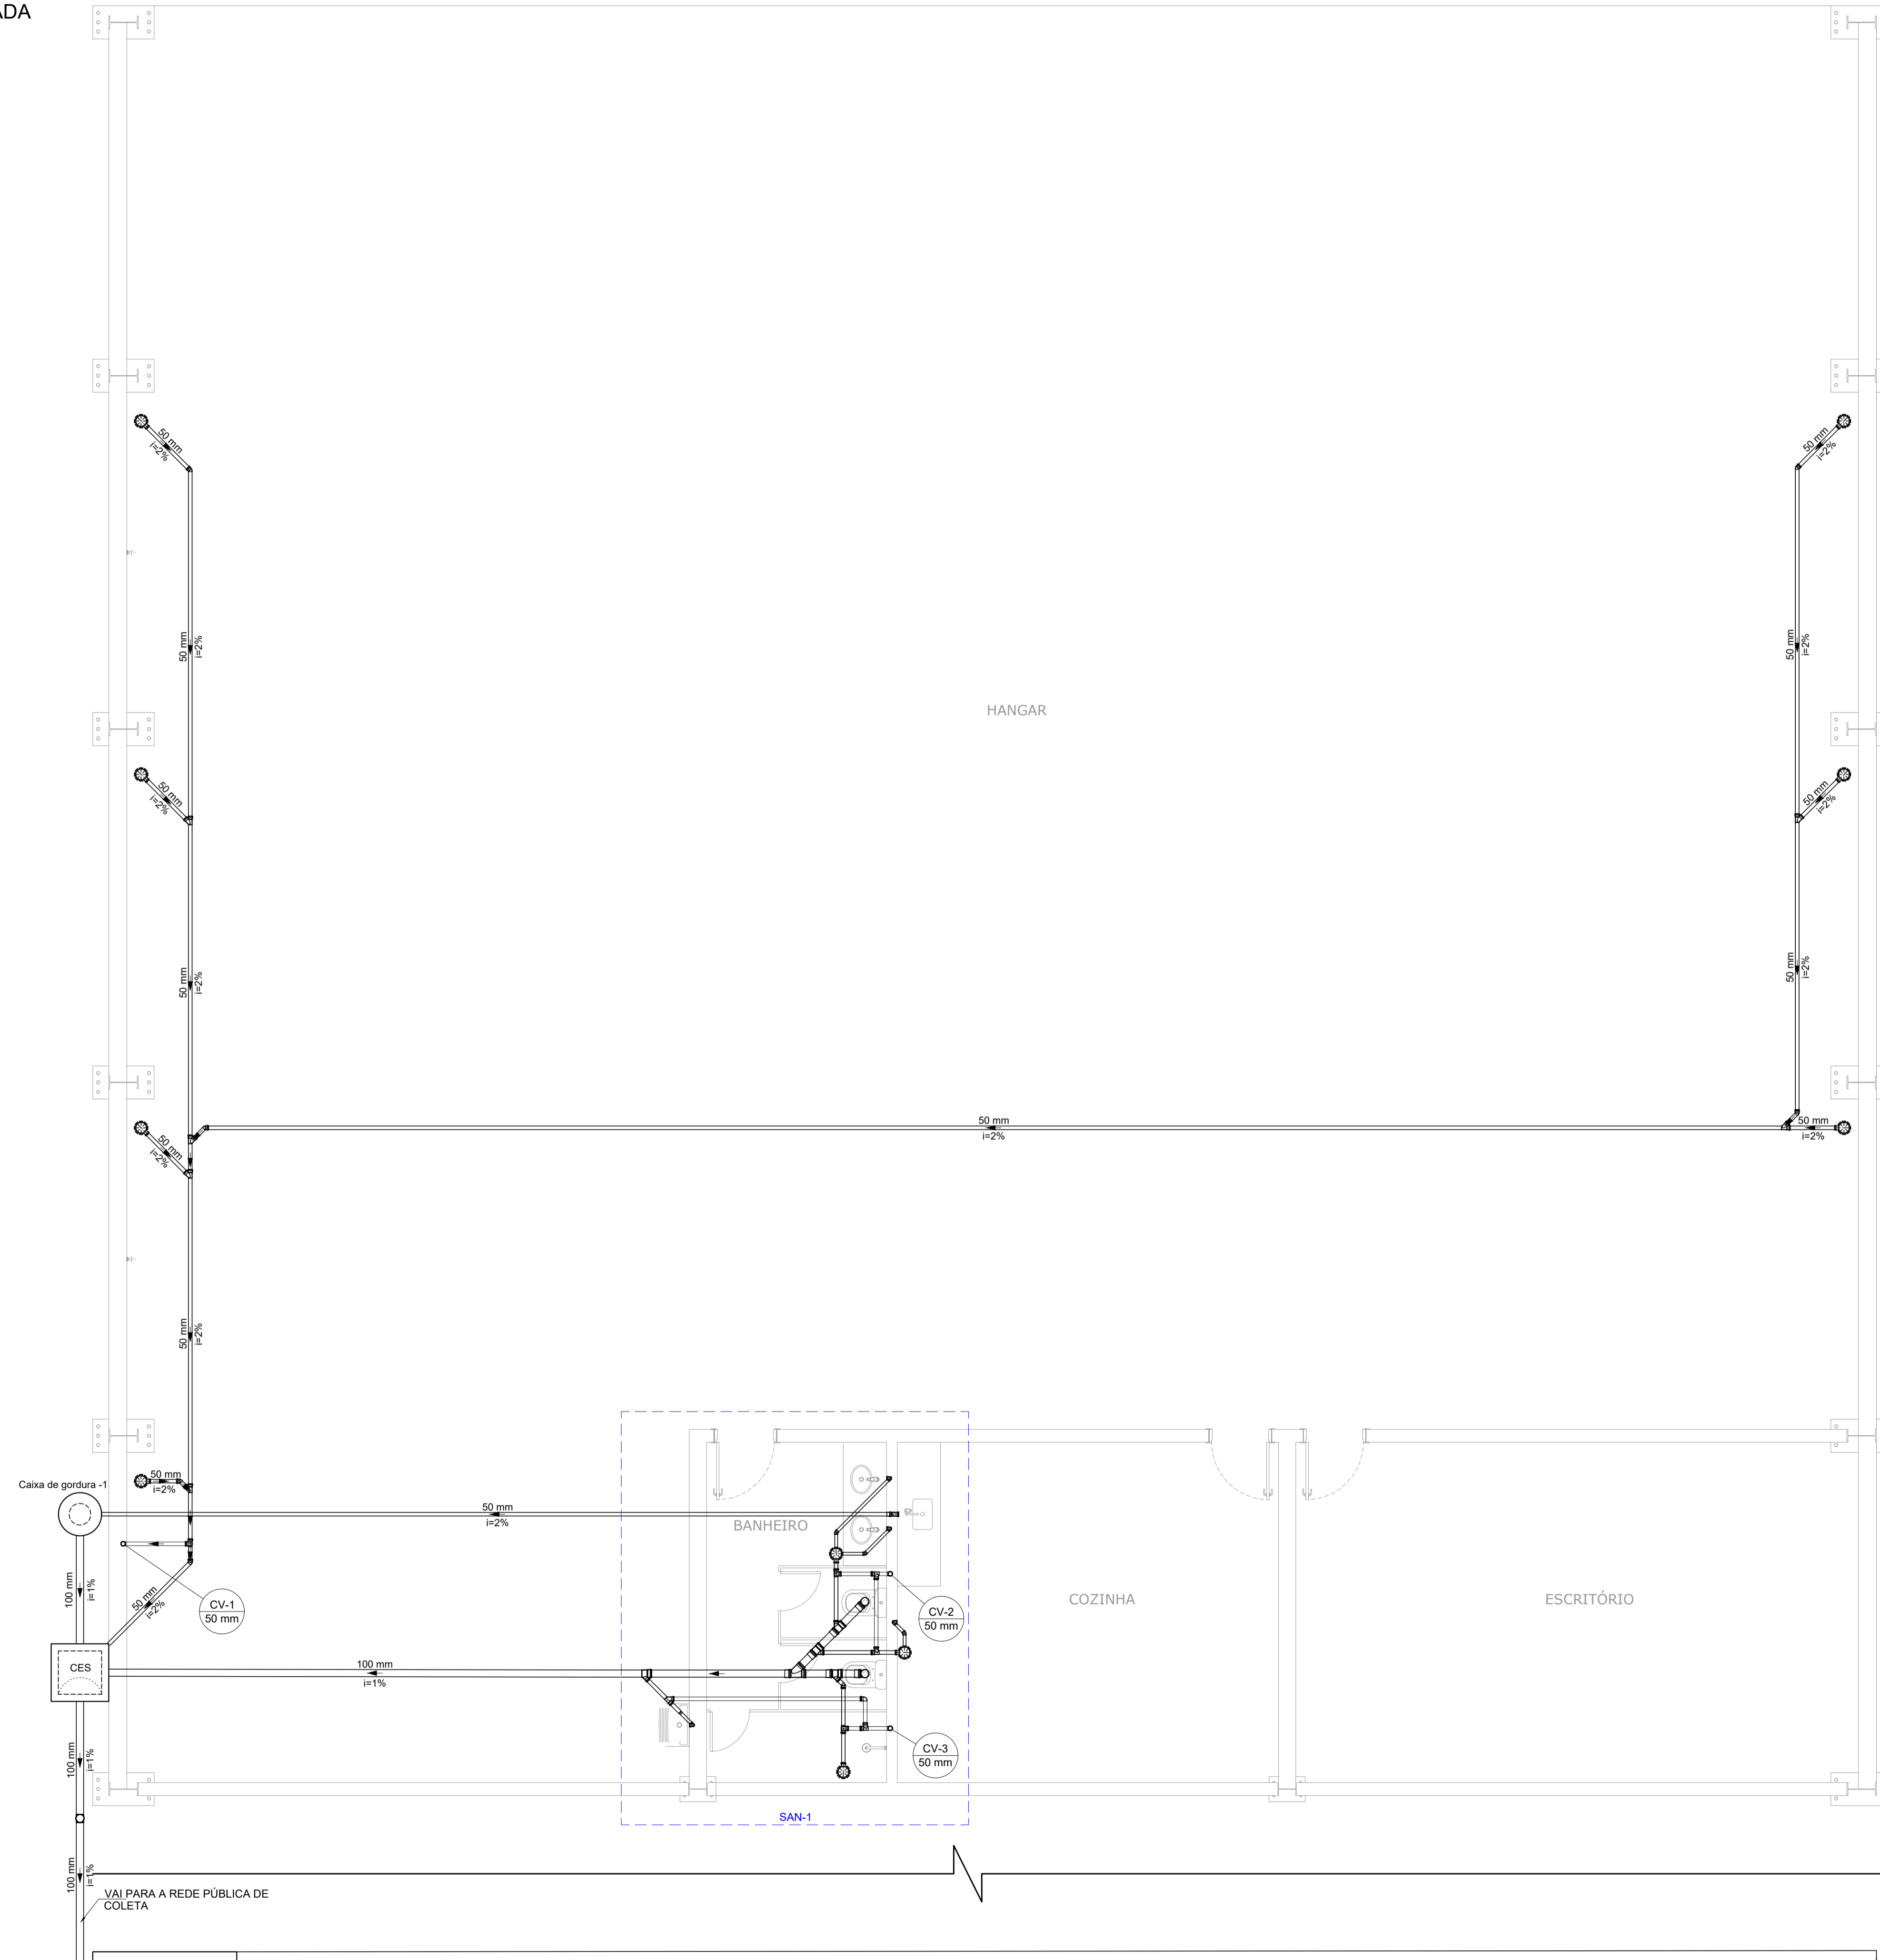 ADA
50 mm
i=2%
50 mm
i=2%
50 mm
i=2%
50 mm
i=2%
HANGAR
50 mm
i=2%
50 mm
i=2%
50 mm
i=2%
50 mm
i=2%
50 mm
i=2%
50 mm
i=2%
50 mm
i=2%
50 mm
i=2%
Caixa de gordura -1
50 mm
i=2%
50 mm
i=2%
BANHEIRO
100 mm
i=1%
50 mm
i=2%
CV-1
50 mm
CV-2
50 mm
COZINHA
ESCRITÓRIO
CES
100 mm
i=1%
CV-3
50 mm
100 mm
i=1%
SAN-1
100 mm
i=1%
VAI PARA A REDE PÚBLICA DE
COLETA